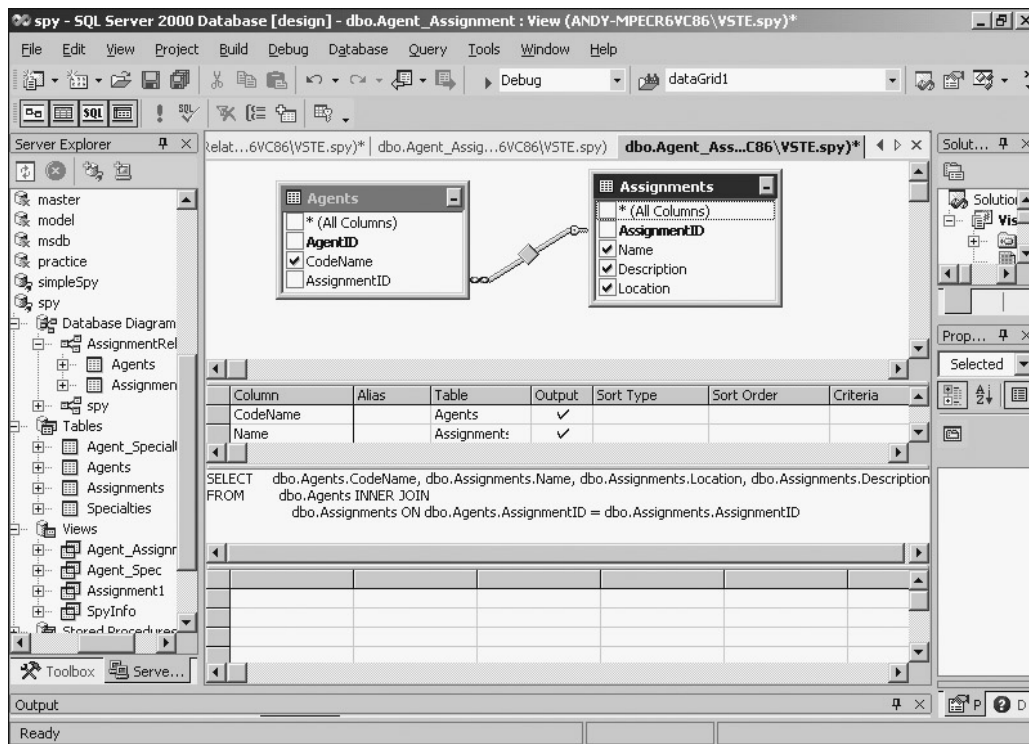 spy - SQL Server 2000 Database [design] - dbo.Agent_Assignment : View (ANDY-MPECR6VC86\VSTE.spy)*
File Edit View Project Build Debug Database Query Tools Window Help
Debug dataGrid1
SQL SQL
Server Explorer
Relat...6VC86\VSTE.spy)* dbo.Agent_Assig...6VC86\VSTE.spy) dbo.Agent_Ass...C86\VSTE.spy)*
Solut...
master
model
msdb
practice
simpleSpy
spy
Database Diagram
AssignmentRel
Agents
Assignmen
spy
Tables
Agent_Speciall
Agents
Assignments
Specialties
Views
Agent_Assignr
Agent_Spec
Assignment1
SpyInfo
Stored Procedures
Toolbox Serve...
Agents
* (All Columns)
AgentID
CodeName
AssignmentID
Assignments
* (All Columns)
AssignmentID
Name
Description
Location
Column Alias Table Output Sort Type Sort Order Criteria
CodeName Agents
Name Assignments
SELECT dbo.Agents.CodeName, dbo.Assignments.Name, dbo.Assignments.Location, dbo.Assignments.Description
FROM dbo.Agents INNER JOIN
dbo.Assignments ON dbo.Agents.AssignmentID = dbo.Assignments.AssignmentID
Solution
Vis
Prop...
Selected
P D
Output
Ready